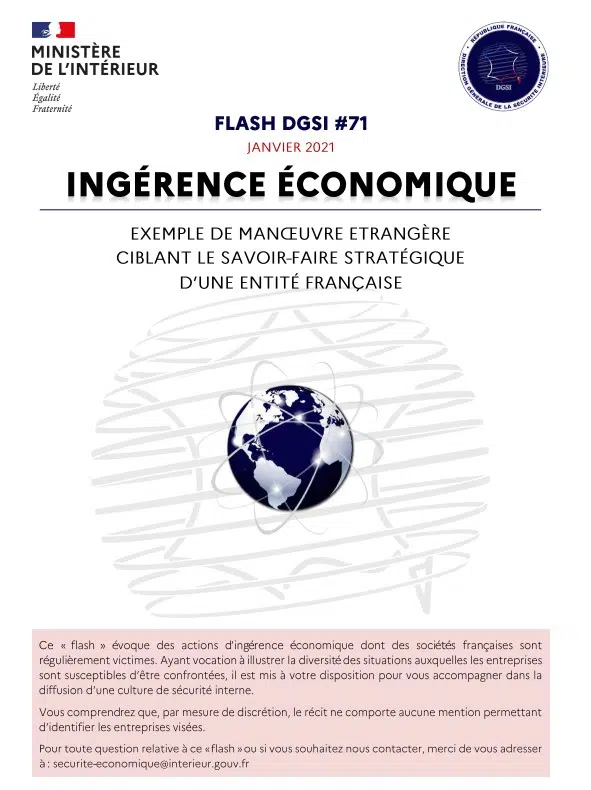 MINISTÈRE
DE L'INTÉRIEUR
Liberté
Égalité
Fraternité
RÉPUBLIQUE FRANÇAISE
DIRECTION GÉNÉRALE DE LA SÉCURITÉ INTÉRIEURE
DGSI
FLASH DGSI #71
JANVIER 2021
INGÉRENCE ÉCONOMIQUE
EXEMPLE DE MANŒUVRE ETRANGÈRE
CIBLANT LE SAVOIR-FAIRE STRATÉGIQUE
D'UNE ENTITÉ FRANÇAISE
Ce « flash » évoque des actions d'ingérence économique dont des sociétés françaises sont
régulièrement victimes. Ayant vocation à illustrer la diversité des situations auxquelles les entreprises
sont susceptibles d'être confrontées, il est mis à votre disposition pour vous accompagner dans la
diffusion d'une culture de sécurité interne.
Vous comprendrez que, par mesure de discrétion, le récit ne comporte aucune mention permettant
d'identifier les entreprises visées.
Pour toute question relative à ce « flash » ou si vous souhaitez nous contacter, merci de vous adresser
à : securite-economique@interieur.gouv.fr